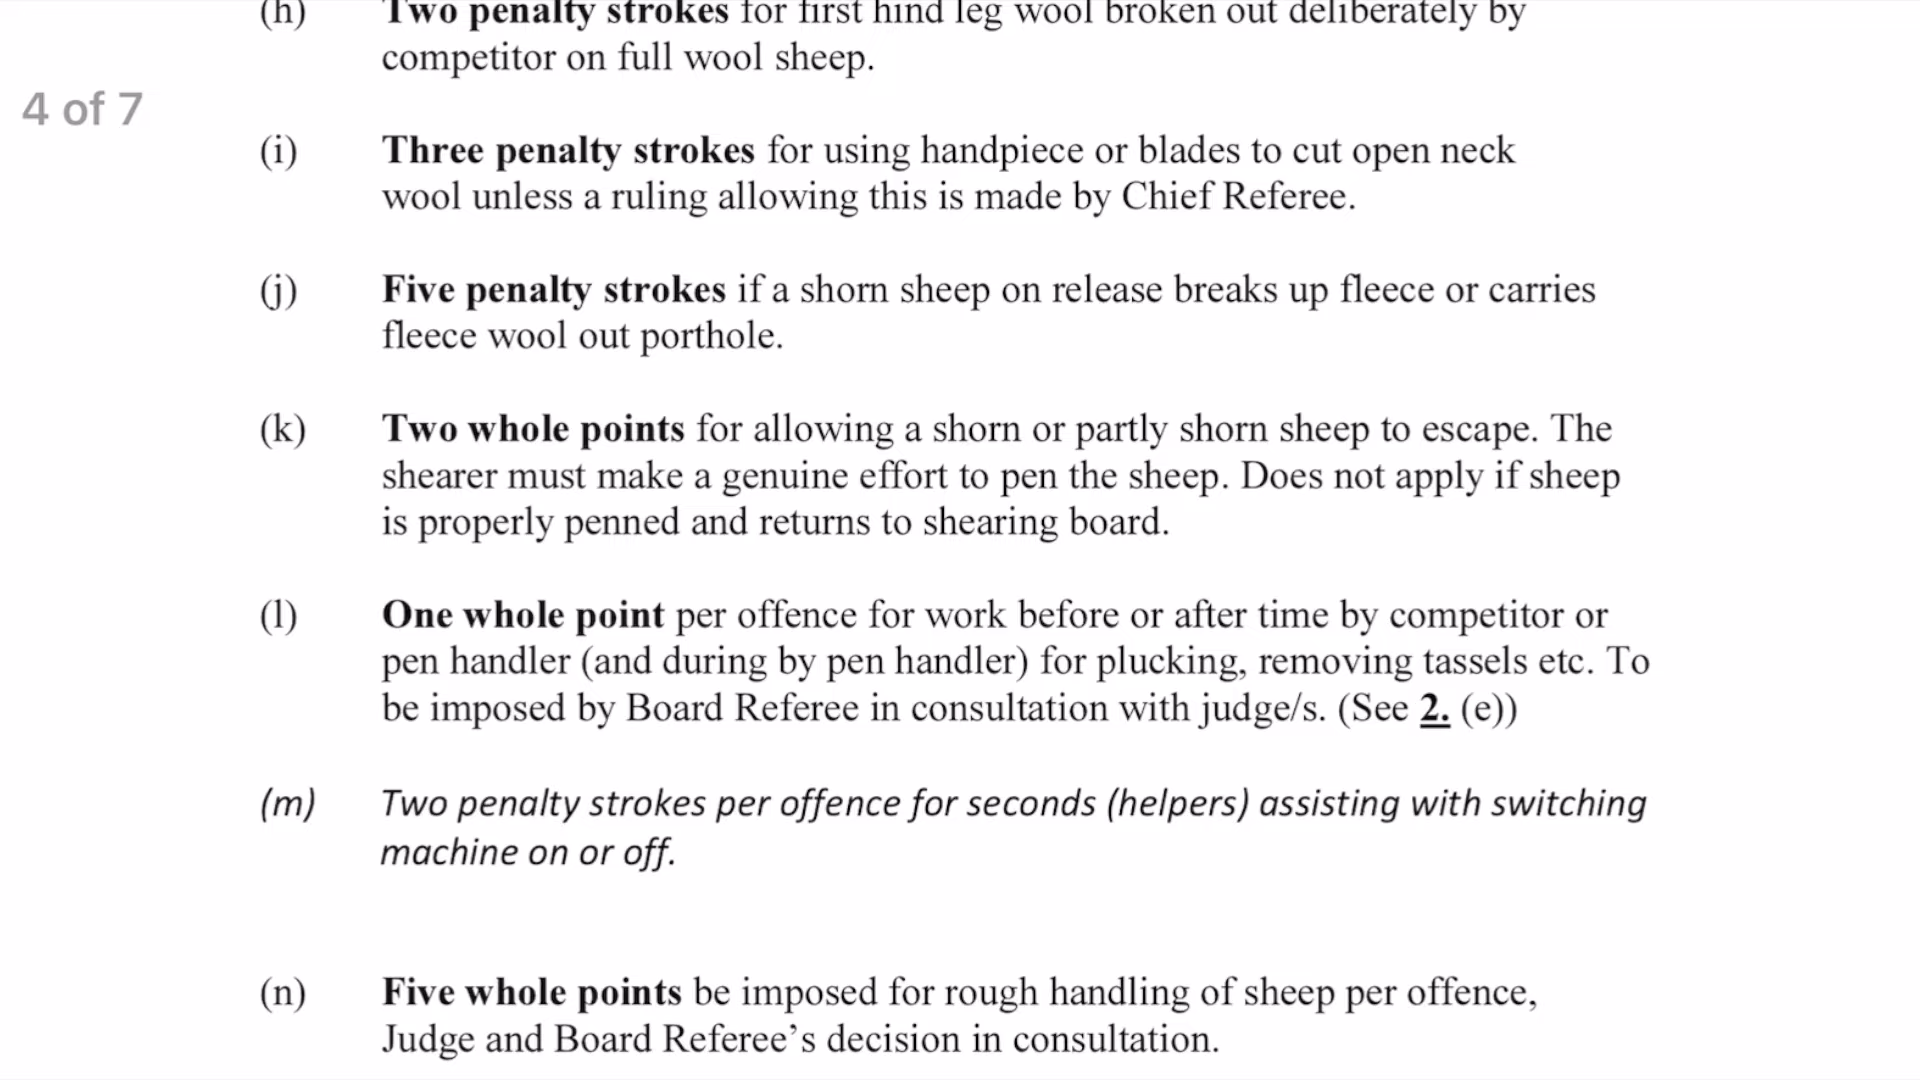 (h) Two penalty strokes for first hind leg wool broken out deliberately by
competitor on full wool sheep.
4 of 7
(i) Three penalty strokes for using handpiece or blades to cut open neck
wool unless a ruling allowing this is made by Chief Referee.
(j) Five penalty strokes if a shorn sheep on release breaks up fleece or carries
fleece wool out porthole.
(k) Two whole points for allowing a shorn or partly shorn sheep to escape. The
shearer must make a genuine effort to pen the sheep. Does not apply if sheep
is properly penned and returns to shearing board.
(l) One whole point per offence for work before or after time by competitor or
pen handler (and during by pen handler) for plucking, removing tassels etc. To
be imposed by Board Referee in consultation with judge/s. (See 2. (e))
(m) Two penalty strokes per offence for seconds (helpers) assisting with switching
machine on or off.
(n) Five whole points be imposed for rough handling of sheep per offence,
Judge and Board Referee’s decision in consultation.